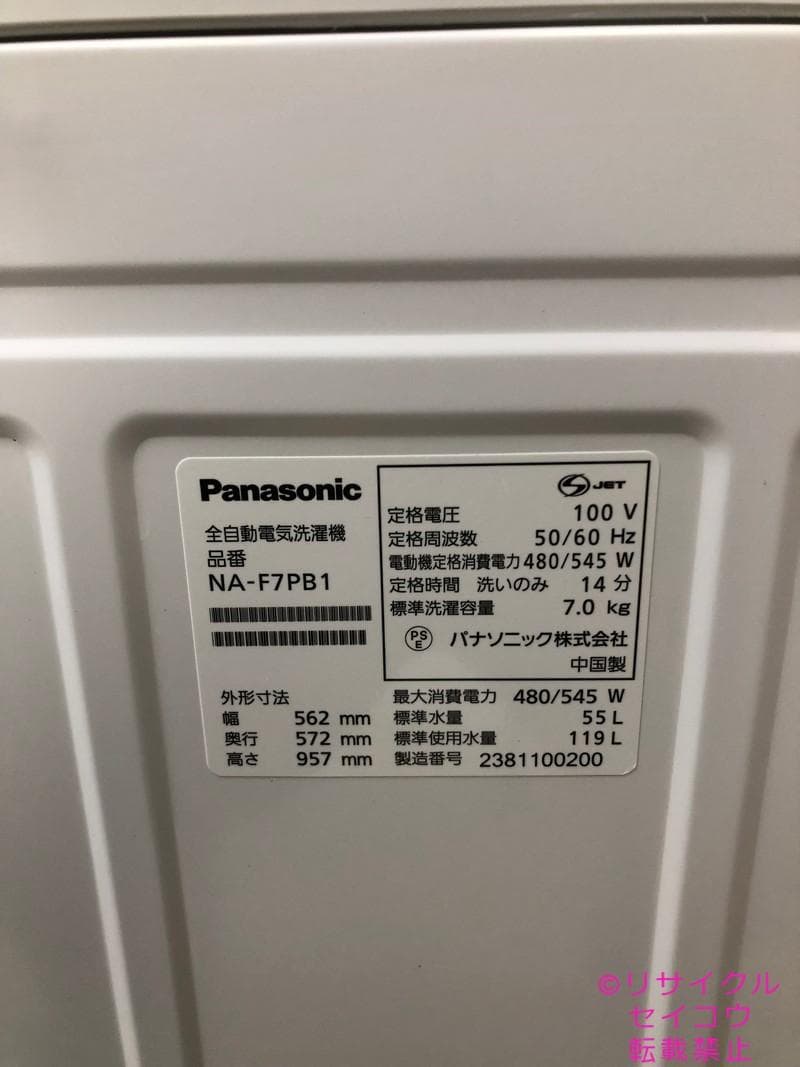 Panasonic
全自動電気洗濯機
品番
NA-F7PB1
S JET
定格電圧 100 V
定格周波数 50/60 Hz
電動機定格消費電力 480/545 W
定格時間 洗いのみ 14 分
標準洗濯容量 7.0 kg
PSE パナソニック株式会社
中国製
外形寸法
幅 562 mm
奥行 572 mm
高さ 957 mm
最大消費電力 480/545 W
標準水量 55 L
標準使用水量 119 L
製造番号 2381100200
©リサイクル
セイコウ
転載禁止